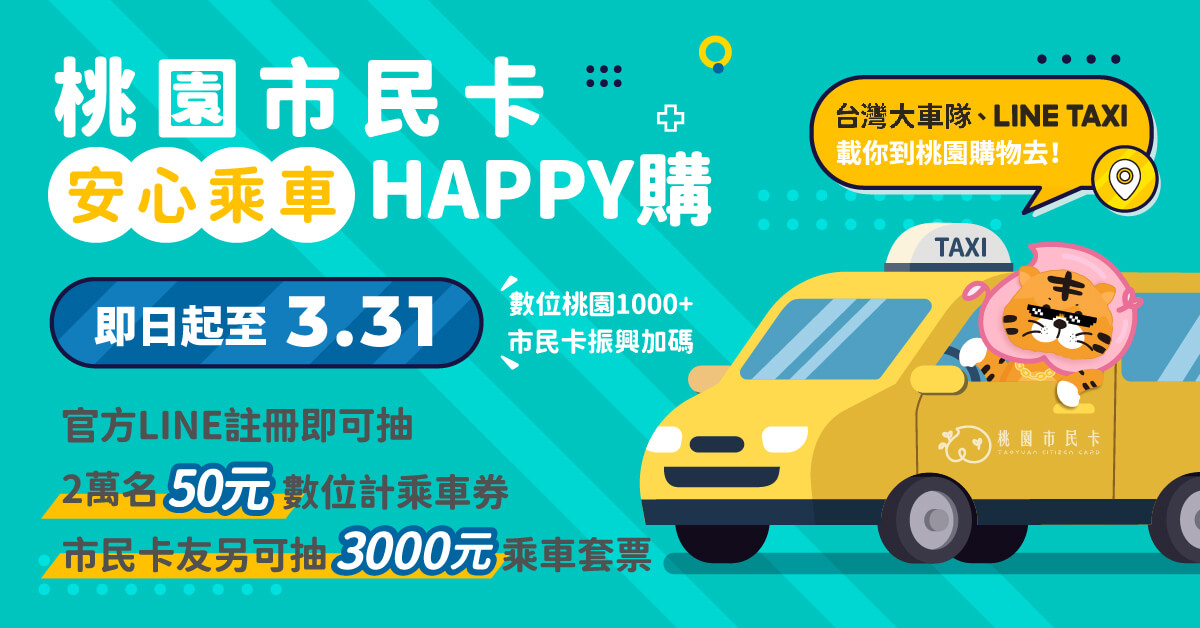 桃園市民卡
安心乘車HAPPY購
台灣大車隊、LINE TAXI
載你到桃園購物去!
即日起至 3.31
數位桃園1000+
市民卡振興加碼
官方LINE註冊即可抽
2萬名50元數位計乘車券
市民卡友另可抽3000元乘車套票
TAXI
桃園市民卡
TAOYUAN CITIZEN CARD